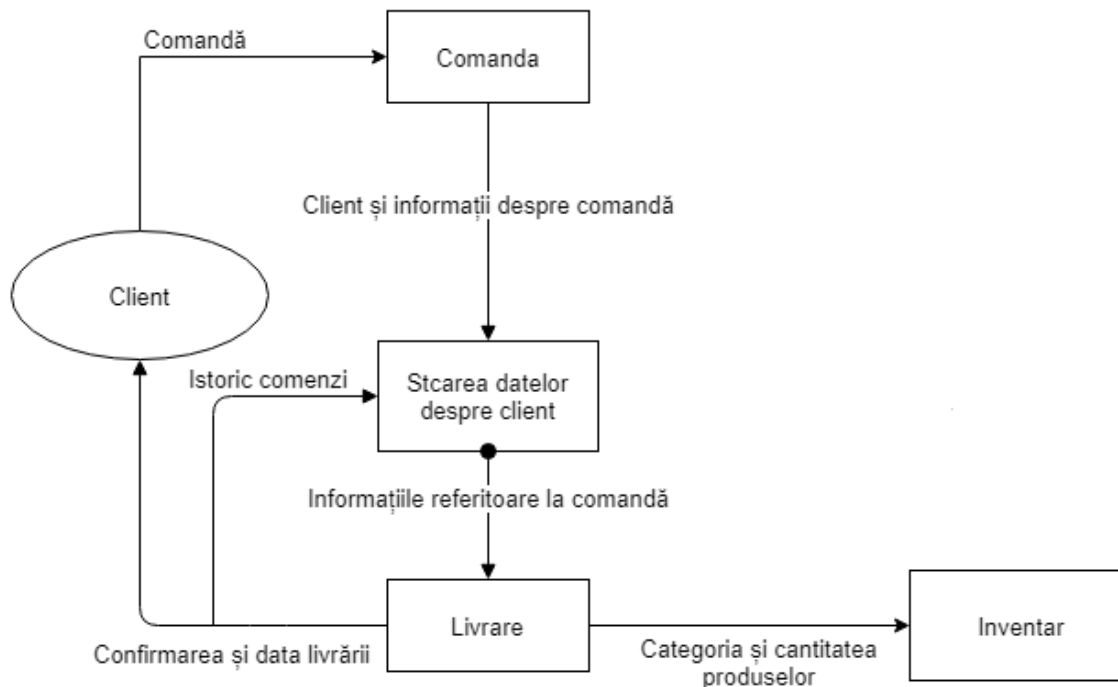 Comandă
Comanda
Client și informații despre comandă
Client
Istoric comenzi
Stcarea datelor
despre client
Informațiile referitoare la comandă
Livrare
Inventar
Confirmarea și data livrării
Categoria și cantitatea
produselor